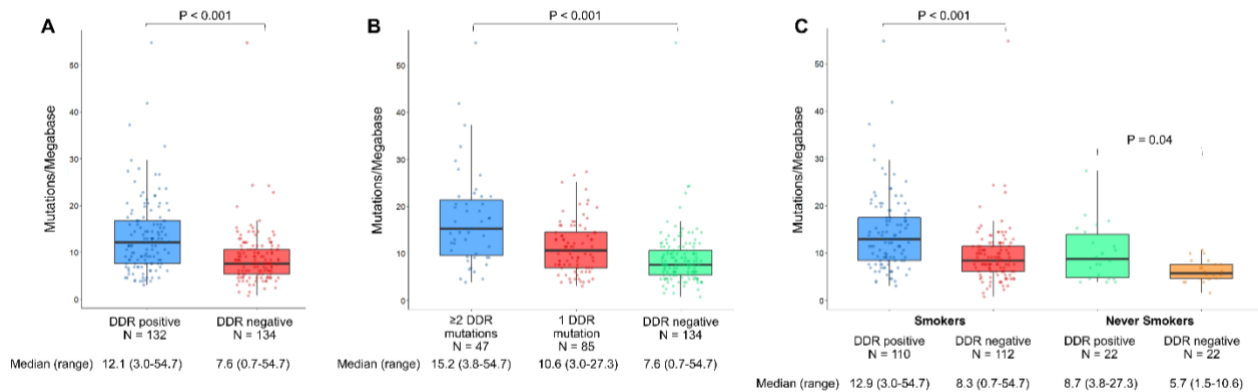 A
P < 0.001
Mutations/Megabase
50
40
30
20
10
0
DDR positive
N = 132
DDR negative
N = 134
Median (range)
12.1 (3.0-54.7)
7.6 (0.7-54.7)
B
P < 0.001
Mutations/Megabase
50
40
30
20
10
0
≥2 DDR
mutations
N = 47
1 DDR
mutation
N = 85
DDR negative
N = 134
Median (range)
15.2 (3.8-54.7)
10.6 (3.0-27.3)
7.6 (0.7-54.7)
C
P < 0.001
P = 0.04
Mutations/Megabase
50
40
30
20
10
0
Smokers
Never Smokers
DDR positive
N = 110
DDR negative
N = 112
DDR positive
N = 22
DDR negative
N = 22
Median (range)
12.9 (3.0-54.7)
8.3 (0.7-54.7)
8.7 (3.8-27.3)
5.7 (1.5-10.6)